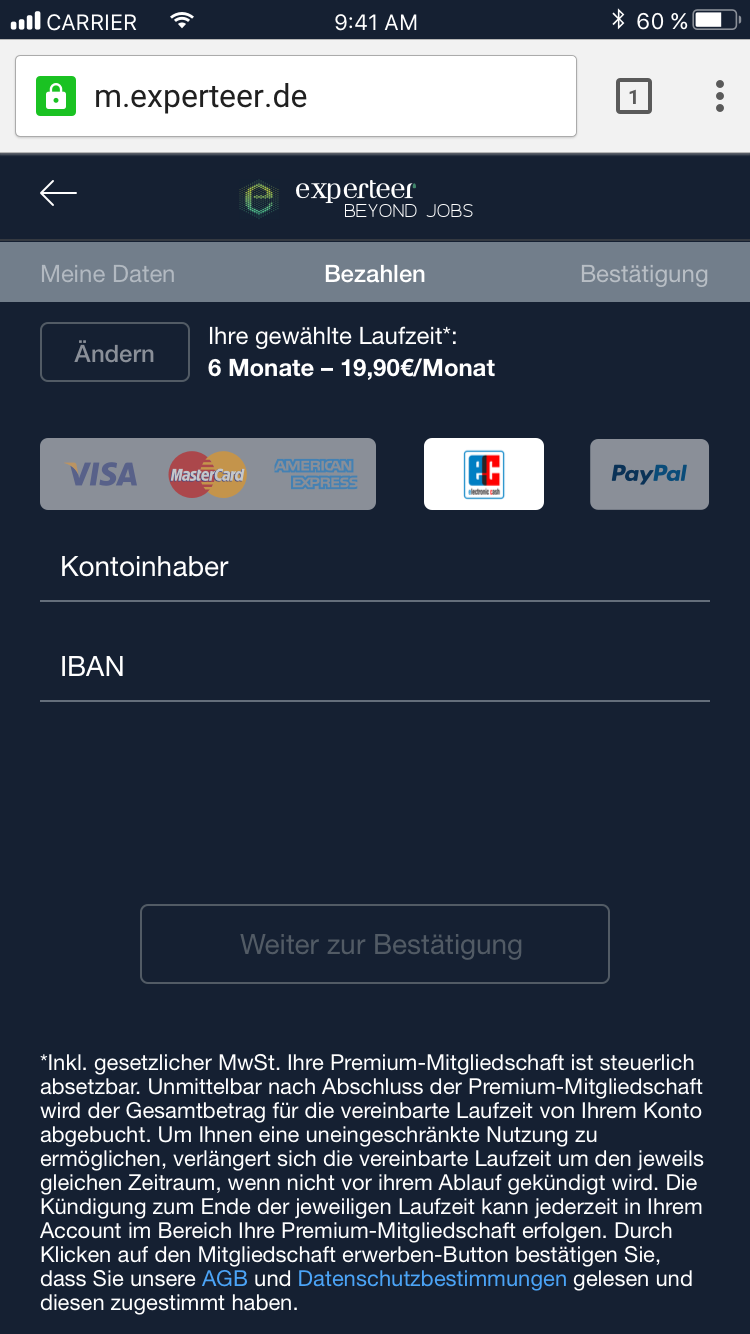 CARRIER 9:41 AM 60 %
m.experteer.de 1
experteer
BEYOND JOBS
Meine Daten Bezahlen Bestätigung
Ändern
Ihre gewählte Laufzeit*:
6 Monate – 19,90€/Monat
VISA MasterCard AMERICAN EXPRESS ec electronic cash PayPal
Kontoinhaber
IBAN
Weiter zur Bestätigung
*Inkl. gesetzlicher MwSt. Ihre Premium-Mitgliedschaft ist steuerlich
absetzbar. Unmittelbar nach Abschluss der Premium-Mitgliedschaft
wird der Gesamtbetrag für die vereinbarte Laufzeit von Ihrem Konto
abgebucht. Um Ihnen eine uneingeschränkte Nutzung zu
ermöglichen, verlängert sich die vereinbarte Laufzeit um den jeweils
gleichen Zeitraum, wenn nicht vor ihrem Ablauf gekündigt wird. Die
Kündigung zum Ende der jeweiligen Laufzeit kann jederzeit in Ihrem
Account im Bereich Ihre Premium-Mitgliedschaft erfolgen. Durch
Klicken auf den Mitgliedschaft erwerben-Button bestätigen Sie,
dass Sie unsere AGB und Datenschutzbestimmungen gelesen und
diesen zugestimmt haben.